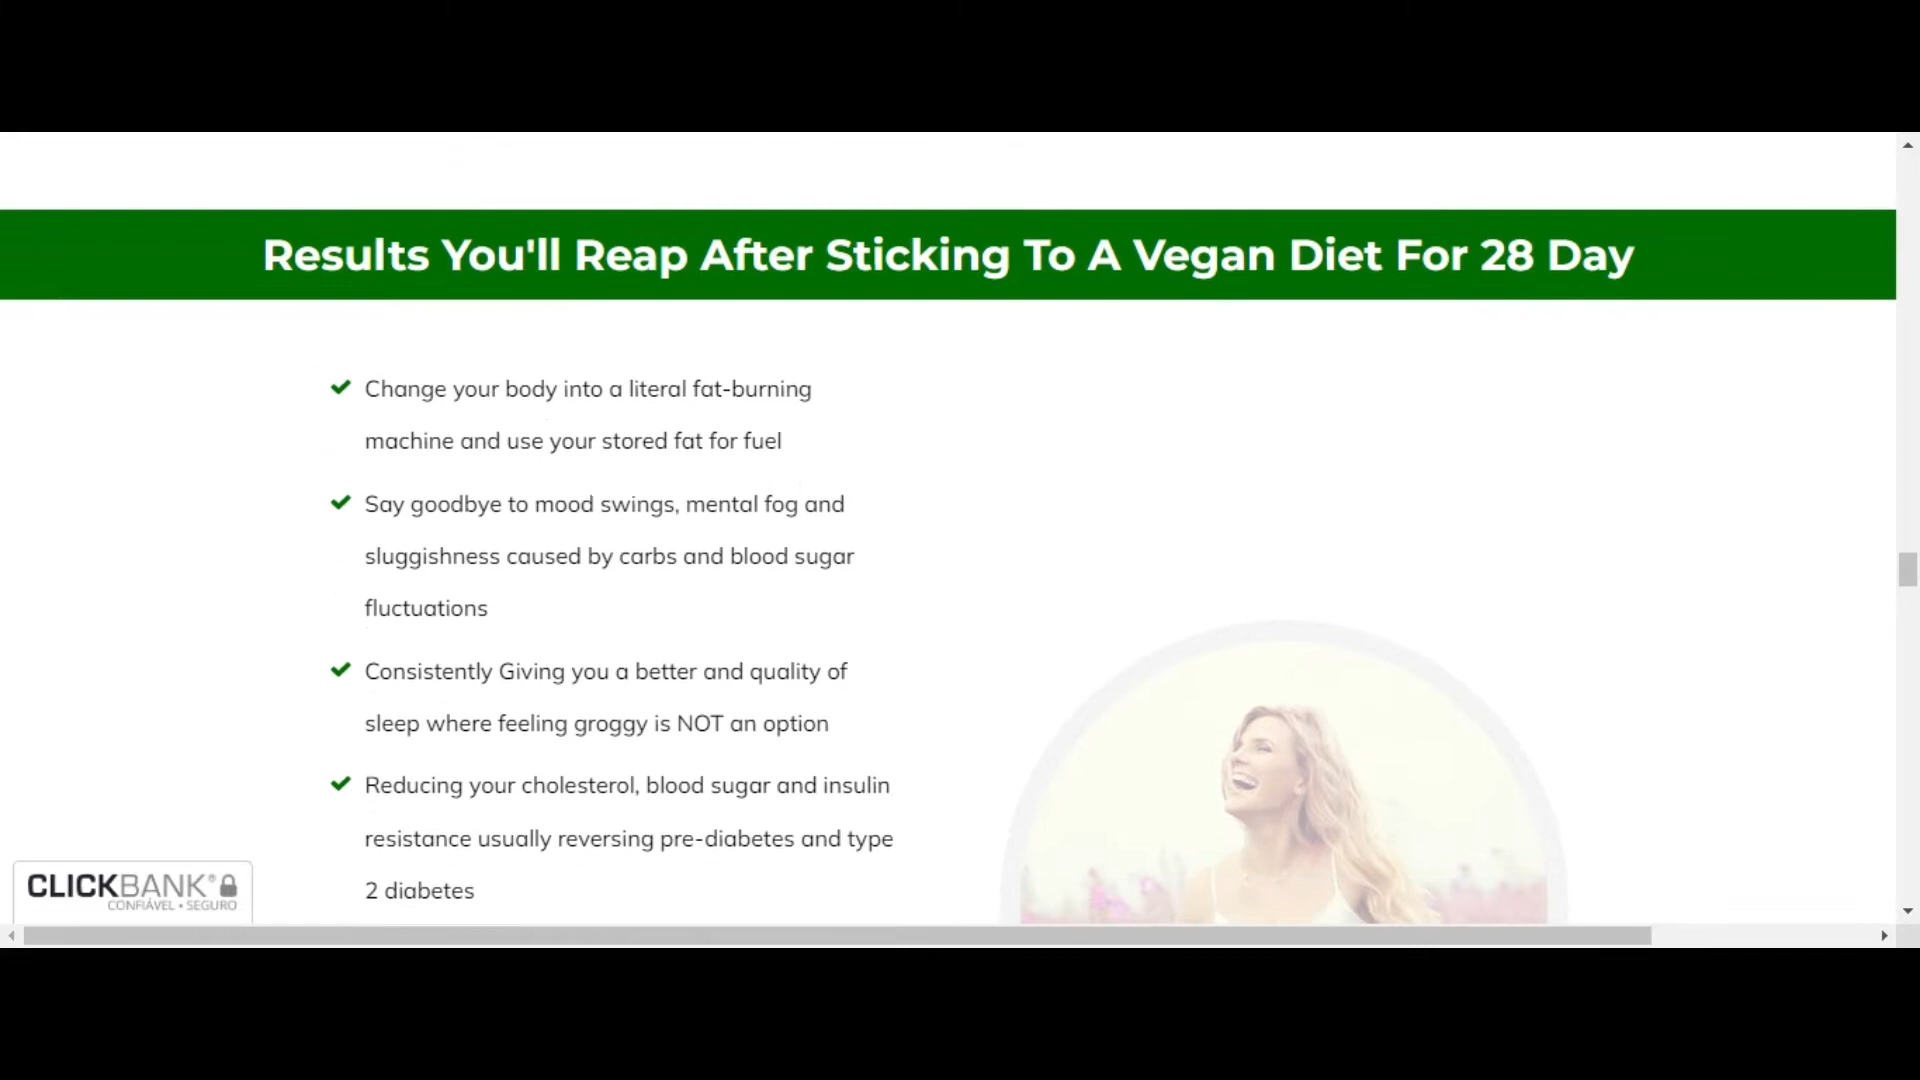 Results You'll Reap After Sticking To A Vegan Diet For 28 Day
Change your body into a literal fat-burning
machine and use your stored fat for fuel
Say goodbye to mood swings, mental fog and
sluggishness caused by carbs and blood sugar
fluctuations
Consistently Giving you a better and quality of
sleep where feeling groggy is NOT an option
Reducing your cholesterol, blood sugar and insulin
resistance usually reversing pre-diabetes and type
2 diabetes
CLICKBANK®
CONFIÁVEL • SEGURO